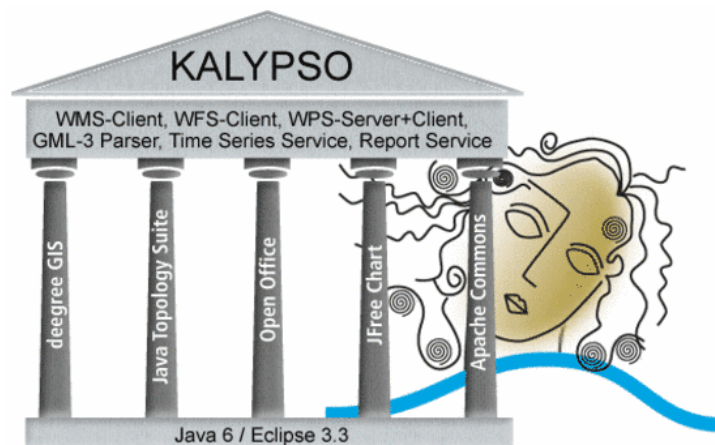 KALYPSO
WMS-Client, WFS-Client, WPS-Server+Client,
GML-3 Parser, Time Series Service, Report Service
deegree GIS
Java Topology Suite
Open Office
JFree Chart
Apache Commons
Java 6 / Eclipse 3.3